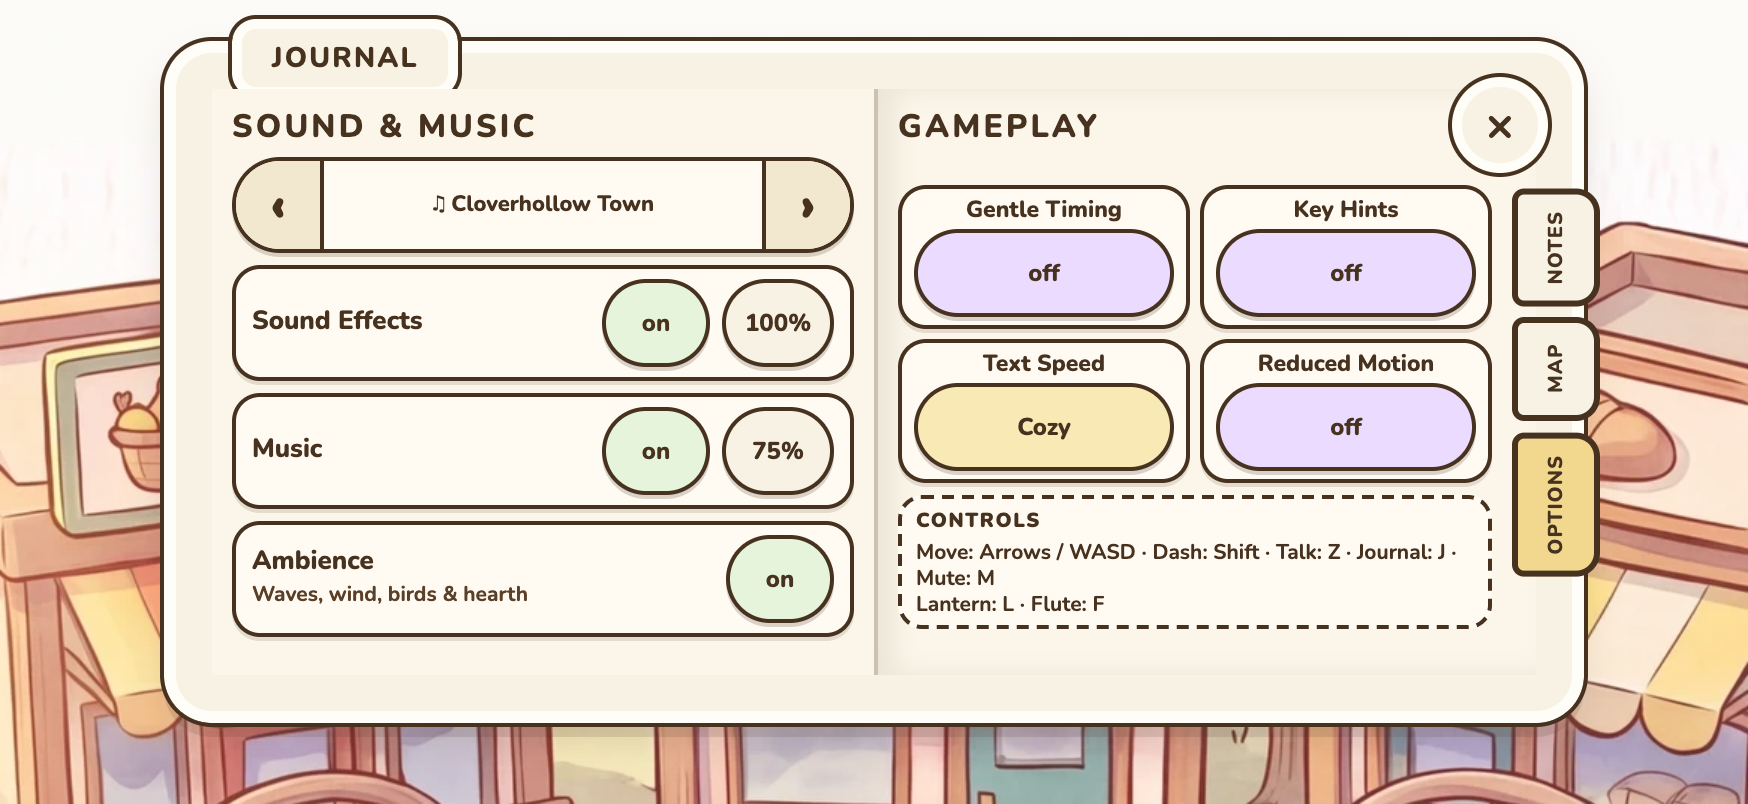 JOURNAL
SOUND & MUSIC
‹ ♫ Cloverhollow Town ›
Sound Effects on 100%
Music on 75%
Ambience on
Waves, wind, birds & hearth
GAMEPLAY
×
Gentle Timing
off
Key Hints
off
Text Speed
Cozy
Reduced Motion
off
CONTROLS
Move: Arrows / WASD · Dash: Shift · Talk: Z · Journal: J ·
Mute: M
Lantern: L · Flute: F
NOTES
MAP
OPTIONS